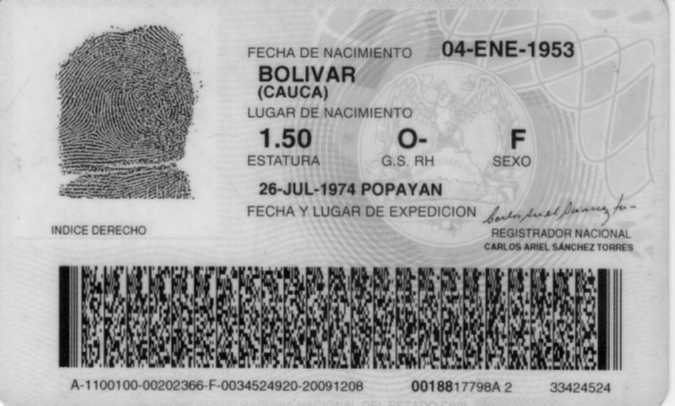 FECHA DE NACIMIENTO 04-ENE-1953
BOLIVAR
(CAUCA)
LUGAR DE NACIMIENTO
1.50 O- F
ESTATURA G.S. RH SEXO
26-JUL-1974 POPAYAN
FECHA Y LUGAR DE EXPEDICION
INDICE DERECHO
REGISTRADOR NACIONAL
CARLOS ARIEL SÁNCHEZ TORRES
A-1100100-00202366-F-0034524920-20091208 0018817798A 2 33424524